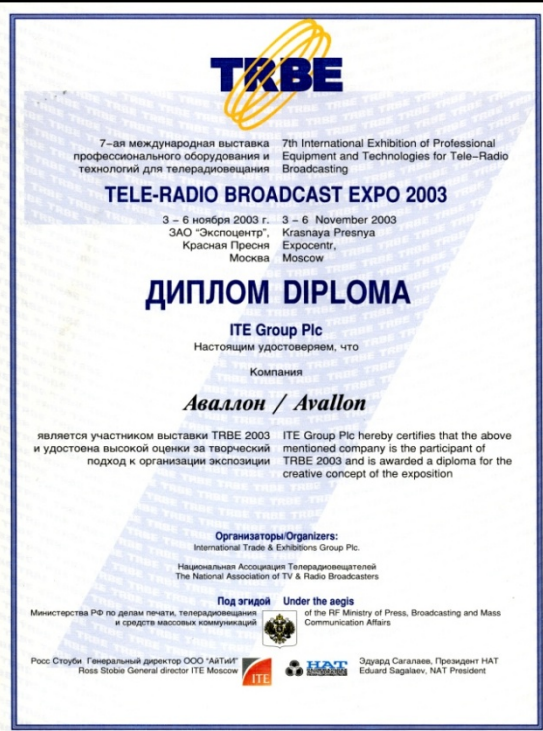 TRBE
7-ая международная выставка
профессионального оборудования и
технологий для телерадиовещания
7th International Exhibition of Professional
Equipment and Technologies for Tele-Radio
Broadcasting
TELE-RADIO BROADCAST EXPO 2003
3 - 6 ноября 2003 г.
ЗАО "Экспоцентр",
Красная Пресня
Москва
3 - 6 November 2003
Krasnaya Presnya
Expocentr,
Moscow
ДИПЛОМ DIPLOMA
ITE Group Plc
Настоящим удостоверяем, что
Компания
Аваллон / Avallon
является участником выставки TRBE 2003
и удостоена высокой оценки за творческий
подход к организации экспозиции
ITE Group Plc hereby certifies that the above
mentioned company is the participant of
TRBE 2003 and is awarded a diploma for the
creative concept of the exposition
Организаторы/Organizers:
International Trade & Exhibitions Group Plc.
Национальная Ассоциация Телерадиовещателей
The National Association of TV & Radio Broadcasters
Под эгидой
Министерства РФ по делам печати, телерадиовещания
и средств массовых коммуникаций
Under the aegis
of the RF Ministry of Press, Broadcasting and Mass
Communication Affairs
Росс Стоуби Генеральный директор ООО "АйТиИ"
Ross Stobie General director ITE Moscow
ITE
НАТ
Эдуард Сагалаев, Президент НАТ
Eduard Sagalaev, NAT President